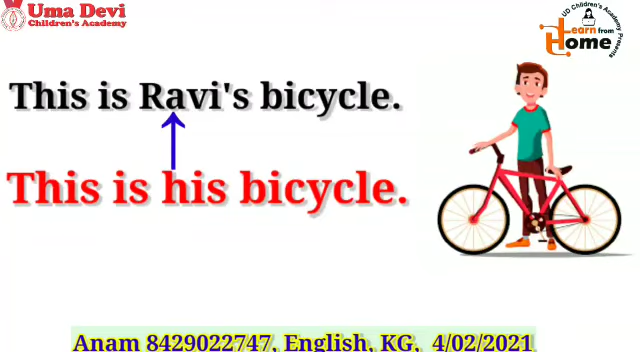 Uma Devi
Children's Academy
UD Children's Academy Presents
Learn from
Home
This is Ravi's bicycle.
This is his bicycle.
Anam 8429022747, English, KG, 4/02/2021